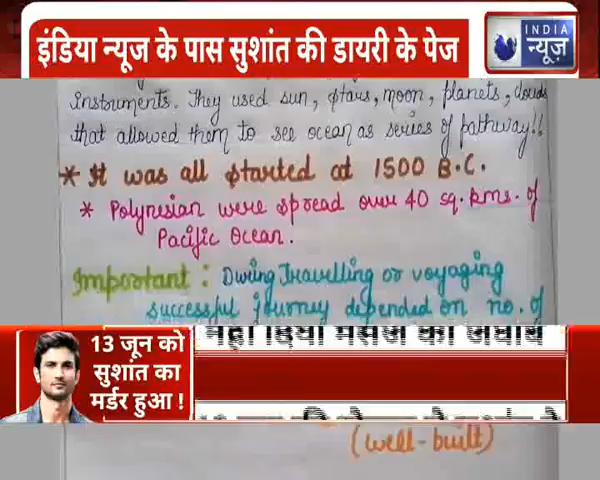 इंडिया न्यूज के पास सुशांत की डायरी के पेज
INDIA
न्यूज़
Instruments. They used sun, stars, moon, planets, clouds
that allowed them to see ocean as series of pathway!!
* It was all started at 1500 B.C.
* Polynesian were spread over 40 sq. kms. of
Pacific Ocean.
Important : During Travelling or voyaging
successful journey depended on no. of
13 जून को
सुशांत का
मर्डर हुआ !
(well-built)